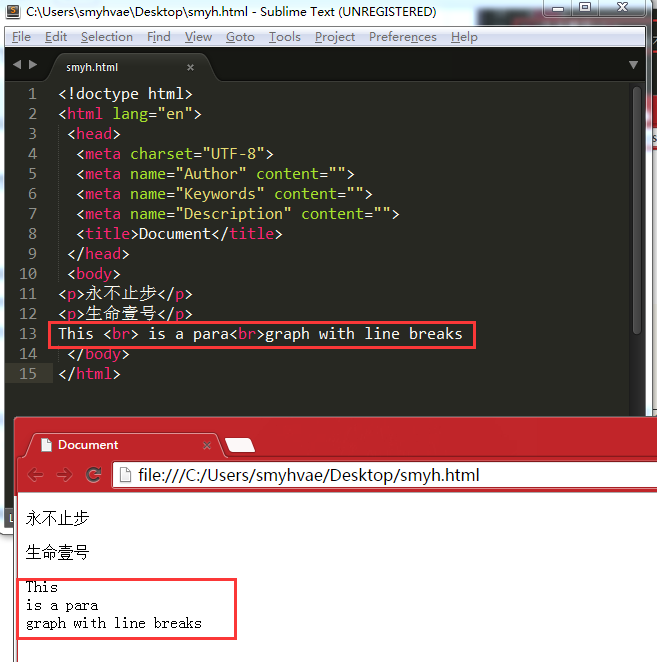 C:\Users\smyhvae\Desktop\smyh.html - Sublime Text (UNREGISTERED)
File Edit Selection Find View Goto Tools Project Preferences Help
smyh.html ×
1 <!doctype html>
2 <html lang="en">
3 <head>
4 <meta charset="UTF-8">
5 <meta name="Author" content="">
6 <meta name="Keywords" content="">
7 <meta name="Description" content="">
8 <title>Document</title>
9 </head>
10 <body>
11 <p>永不止步</p>
12 <p>生命壹号</p>
13 This <br> is a para<br>graph with line breaks
14 </body>
15 </html>
Document ×
file:///C:/Users/smyhvae/Desktop/smyh.html
永不止步
生命壹号
This
is a para
graph with line breaks